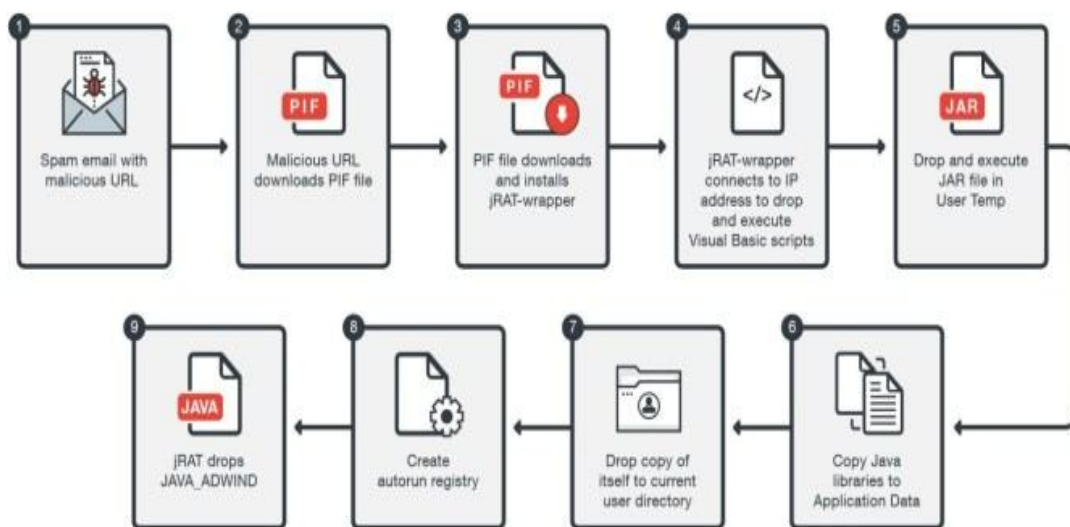 1
PIF
Spam email with
malicious URL
2
PIF
Malicious URL
downloads PIF file
3
PIF
PIF file downloads
and installs
jRAT-wrapper
4
</>
jRAT-wrapper
connects to IP
address to drop
and execute
Visual Basic scripts
5
JAR
Drop and execute
JAR file in
User Temp
6
Copy Java
libraries to
Application Data
7
Drop copy of
itself to current
user directory
8
Create
autorun registry
9
JAVA
jRAT drops
JAVA_ADWIND